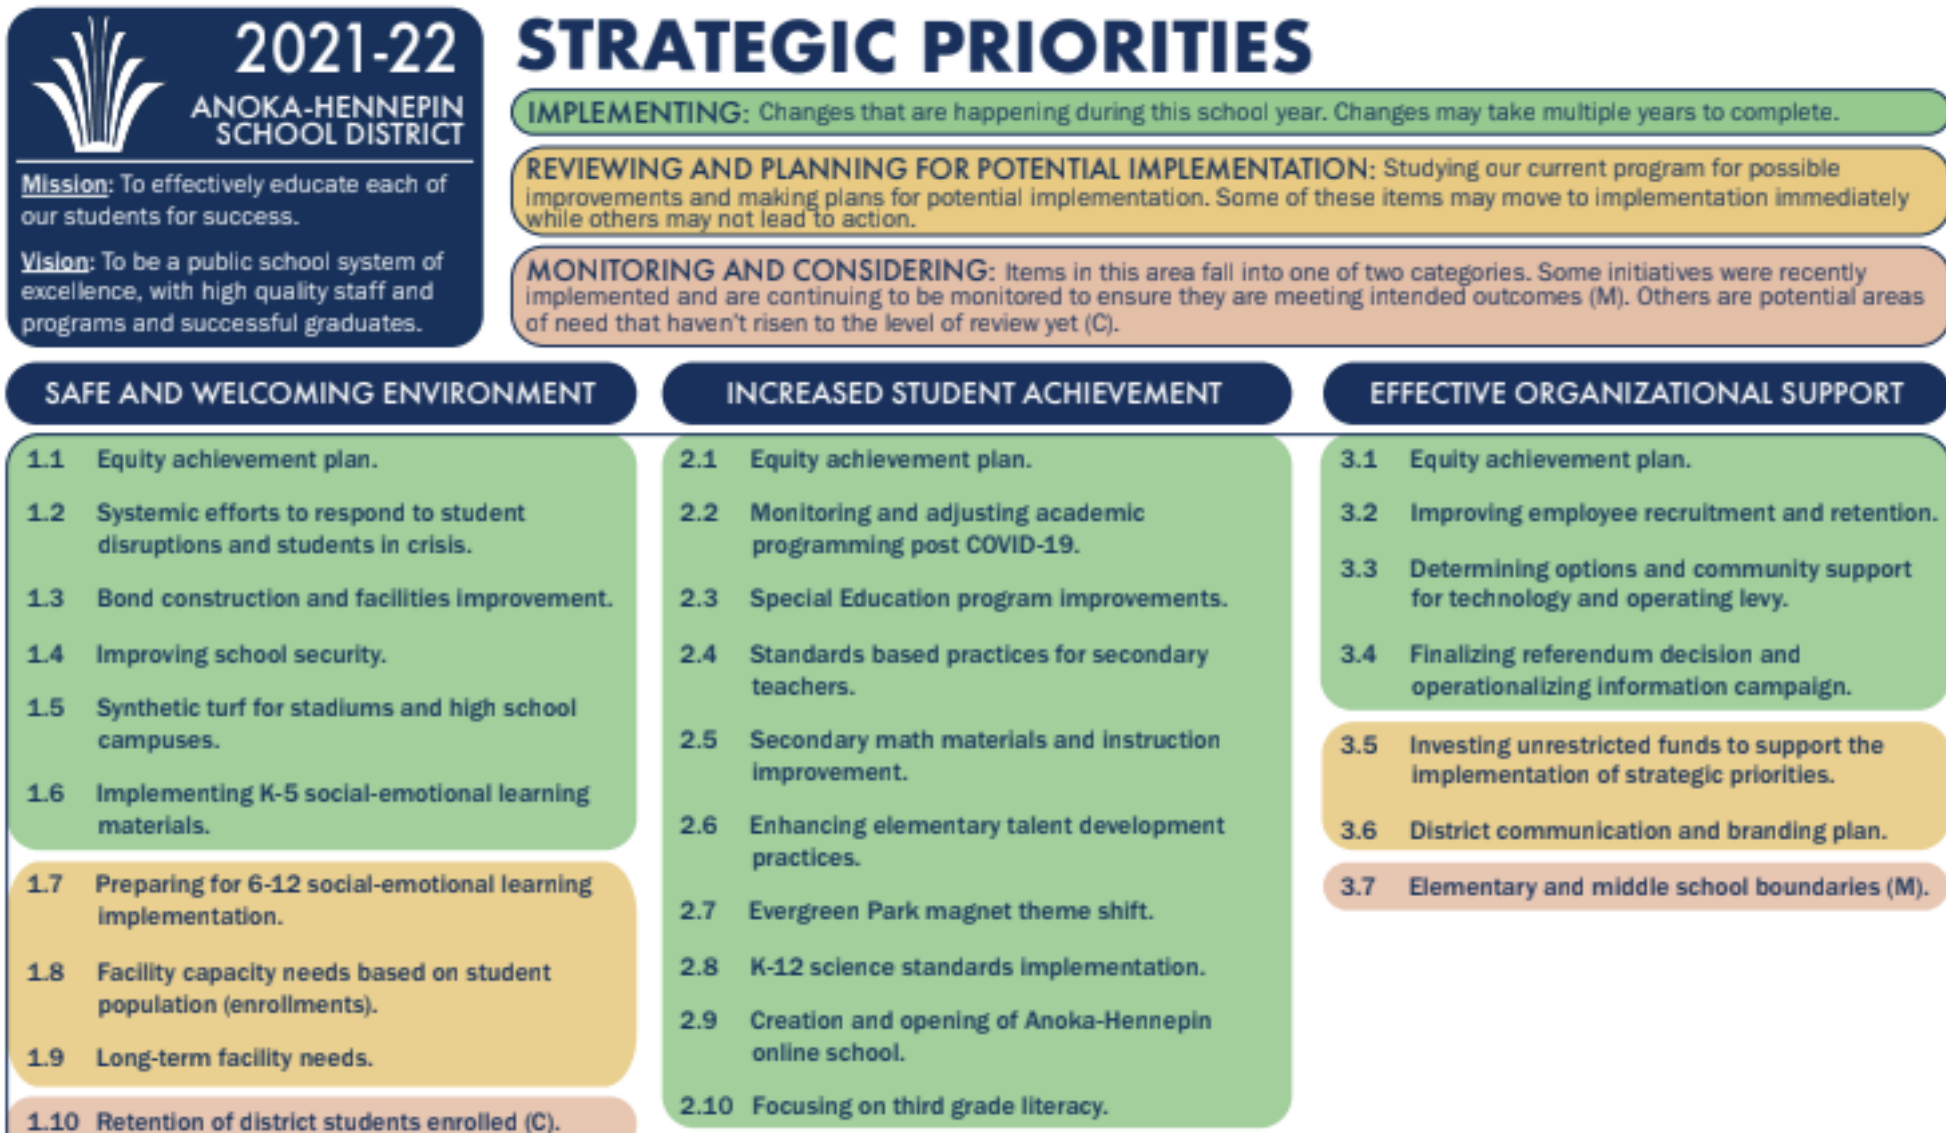 2021-22
ANOKA-HENNEPIN
SCHOOL DISTRICT
Mission: To effectively educate each of
our students for success.
Vision: To be a public school system of
excellence, with high quality staff and
programs and successful graduates.
STRATEGIC PRIORITIES
IMPLEMENTING: Changes that are happening during this school year. Changes may take multiple years to complete.
REVIEWING AND PLANNING FOR POTENTIAL IMPLEMENTATION: Studying our current program for possible
improvements and making plans for potential implementation. Some of these items may move to implementation immediately
while others may not lead to action.
MONITORING AND CONSIDERING: Items in this area fall into one of two categories. Some initiatives were recently
implemented and are continuing to be monitored to ensure they are meeting intended outcomes (M). Others are potential areas
of need that haven't risen to the level of review yet (C).
SAFE AND WELCOMING ENVIRONMENT
1.1 Equity achievement plan.
1.2 Systemic efforts to respond to student
disruptions and students in crisis.
1.3 Bond construction and facilities improvement.
1.4 Improving school security.
1.5 Synthetic turf for stadiums and high school
campuses.
1.6 Implementing K-5 social-emotional learning
materials.
1.7 Preparing for 6-12 social-emotional learning
implementation.
1.8 Facility capacity needs based on student
population (enrollments).
1.9 Long-term facility needs.
1.10 Retention of district students enrolled (C).
INCREASED STUDENT ACHIEVEMENT
2.1 Equity achievement plan.
2.2 Monitoring and adjusting academic
programming post COVID-19.
2.3 Special Education program improvements.
2.4 Standards based practices for secondary
teachers.
2.5 Secondary math materials and instruction
improvement.
2.6 Enhancing elementary talent development
practices.
2.7 Evergreen Park magnet theme shift.
2.8 K-12 science standards implementation.
2.9 Creation and opening of Anoka-Hennepin
online school.
2.10 Focusing on third grade literacy.
EFFECTIVE ORGANIZATIONAL SUPPORT
3.1 Equity achievement plan.
3.2 Improving employee recruitment and retention.
3.3 Determining options and community support
for technology and operating levy.
3.4 Finalizing referendum decision and
operationalizing information campaign.
3.5 Investing unrestricted funds to support the
implementation of strategic priorities.
3.6 District communication and branding plan.
3.7 Elementary and middle school boundaries (M).